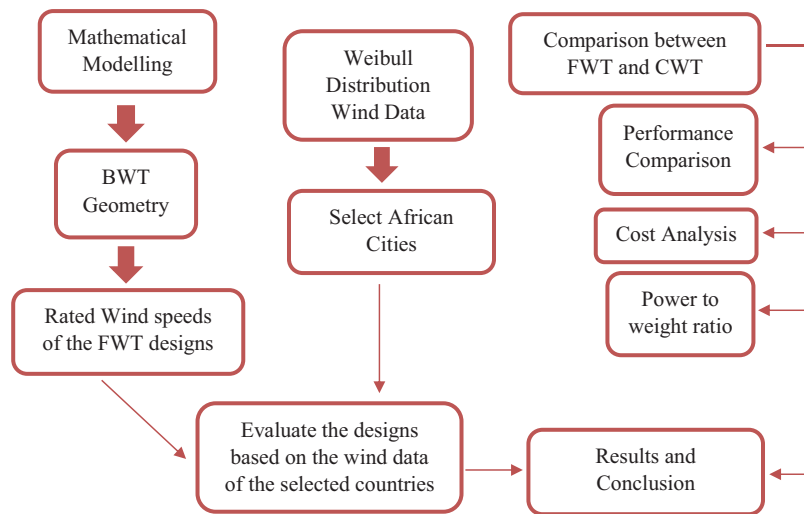 Mathematical
Modelling
BWT
Geometry
Rated Wind speeds
of the FWT designs
Weibull
Distribution
Wind Data
Select African
Cities
Evaluate the designs
based on the wind data
of the selected countries
Comparison between
FWT and CWT
Performance
Comparison
Cost Analysis
Power to
weight ratio
Results and
Conclusion